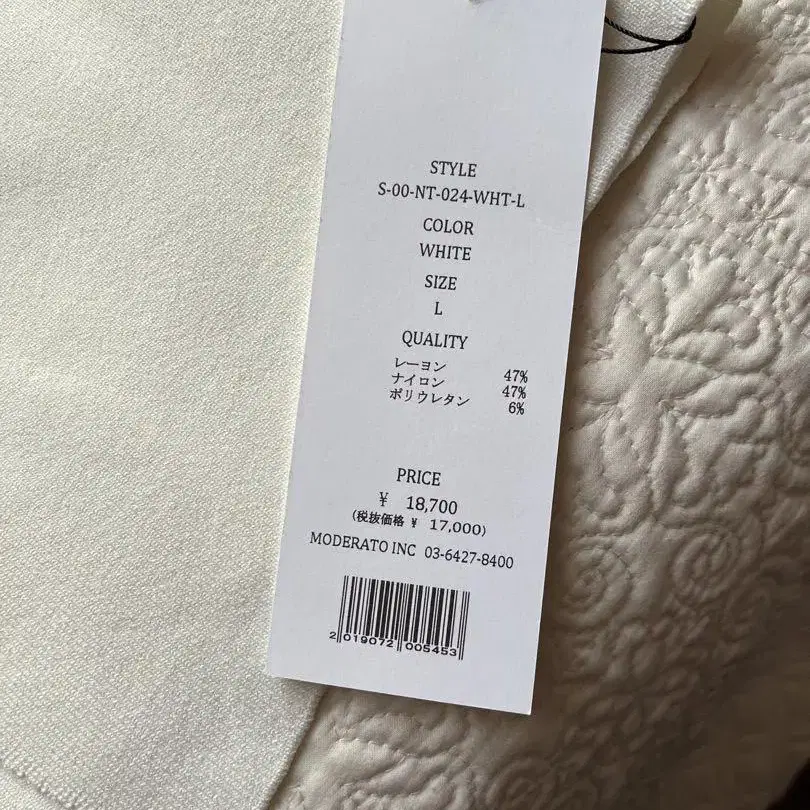 STYLE
S-00-NT-024-WHT-L
COLOR
WHITE
SIZE
L
QUALITY
レーヨン 47%
ナイロン 47%
ポリウレタン 6%
PRICE
¥ 18,700
(税抜価格 ¥ 17,000)
MODERATO INC 03-6427-8400
2 019072 005453